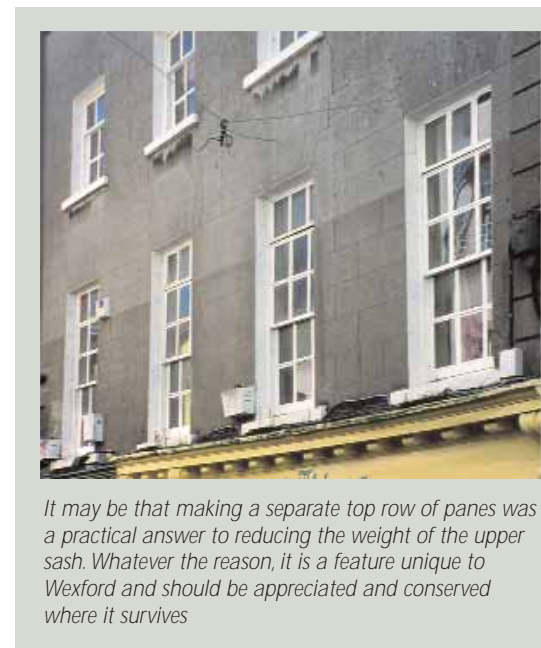 It may be that making a separate top row of panes was
a practical answer to reducing the weight of the upper
sash. Whatever the reason, it is a feature unique to
Wexford and should be appreciated and conserved
where it survives